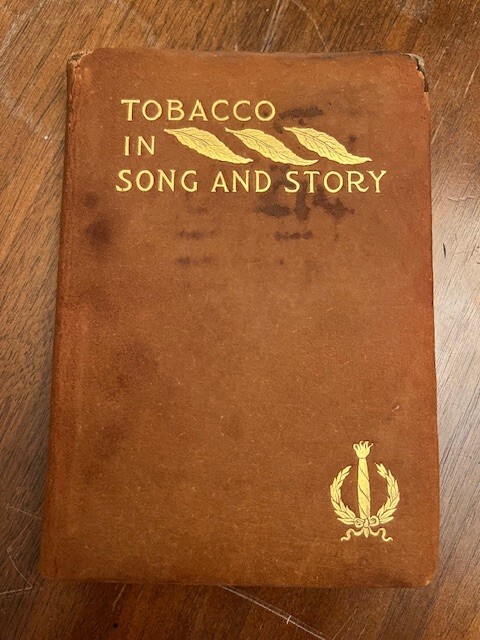 TOBACCO
IN
SONG AND STORY